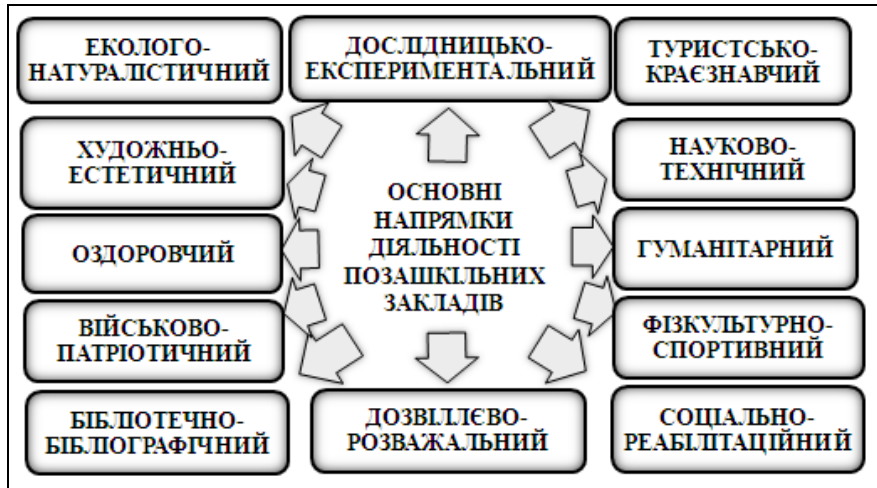 ЕКОЛОГО-
НАТУРАЛІСТИЧНИЙ
ДОСЛІДНИЦЬКО-
ЕКСПЕРИМЕНТАЛЬНИЙ
ТУРИСТСЬКО-
КРАЄЗНАВЧИЙ
ХУДОЖНЬО-
ЕСТЕТИЧНИЙ
НАУКОВО-
ТЕХНІЧНИЙ
ОСНОВНІ
НАПРЯМКИ
ДІЯЛЬНОСТІ
ПОЗАШКІЛЬНИХ
ЗАКЛАДІВ
ОЗДОРОВЧИЙ
ГУМАНІТАРНИЙ
ВІЙСЬКОВО-
ПАТРІОТИЧНИЙ
ФІЗКУЛЬТУРНО-
СПОРТИВНИЙ
БІБЛІОТЕЧНО-
БІБЛІОГРАФІЧНИЙ
ДОЗВІЛЛЄВО-
РОЗВАЖАЛЬНИЙ
СОЦІАЛЬНО-
РЕАБІЛІТАЦІЙНИЙ